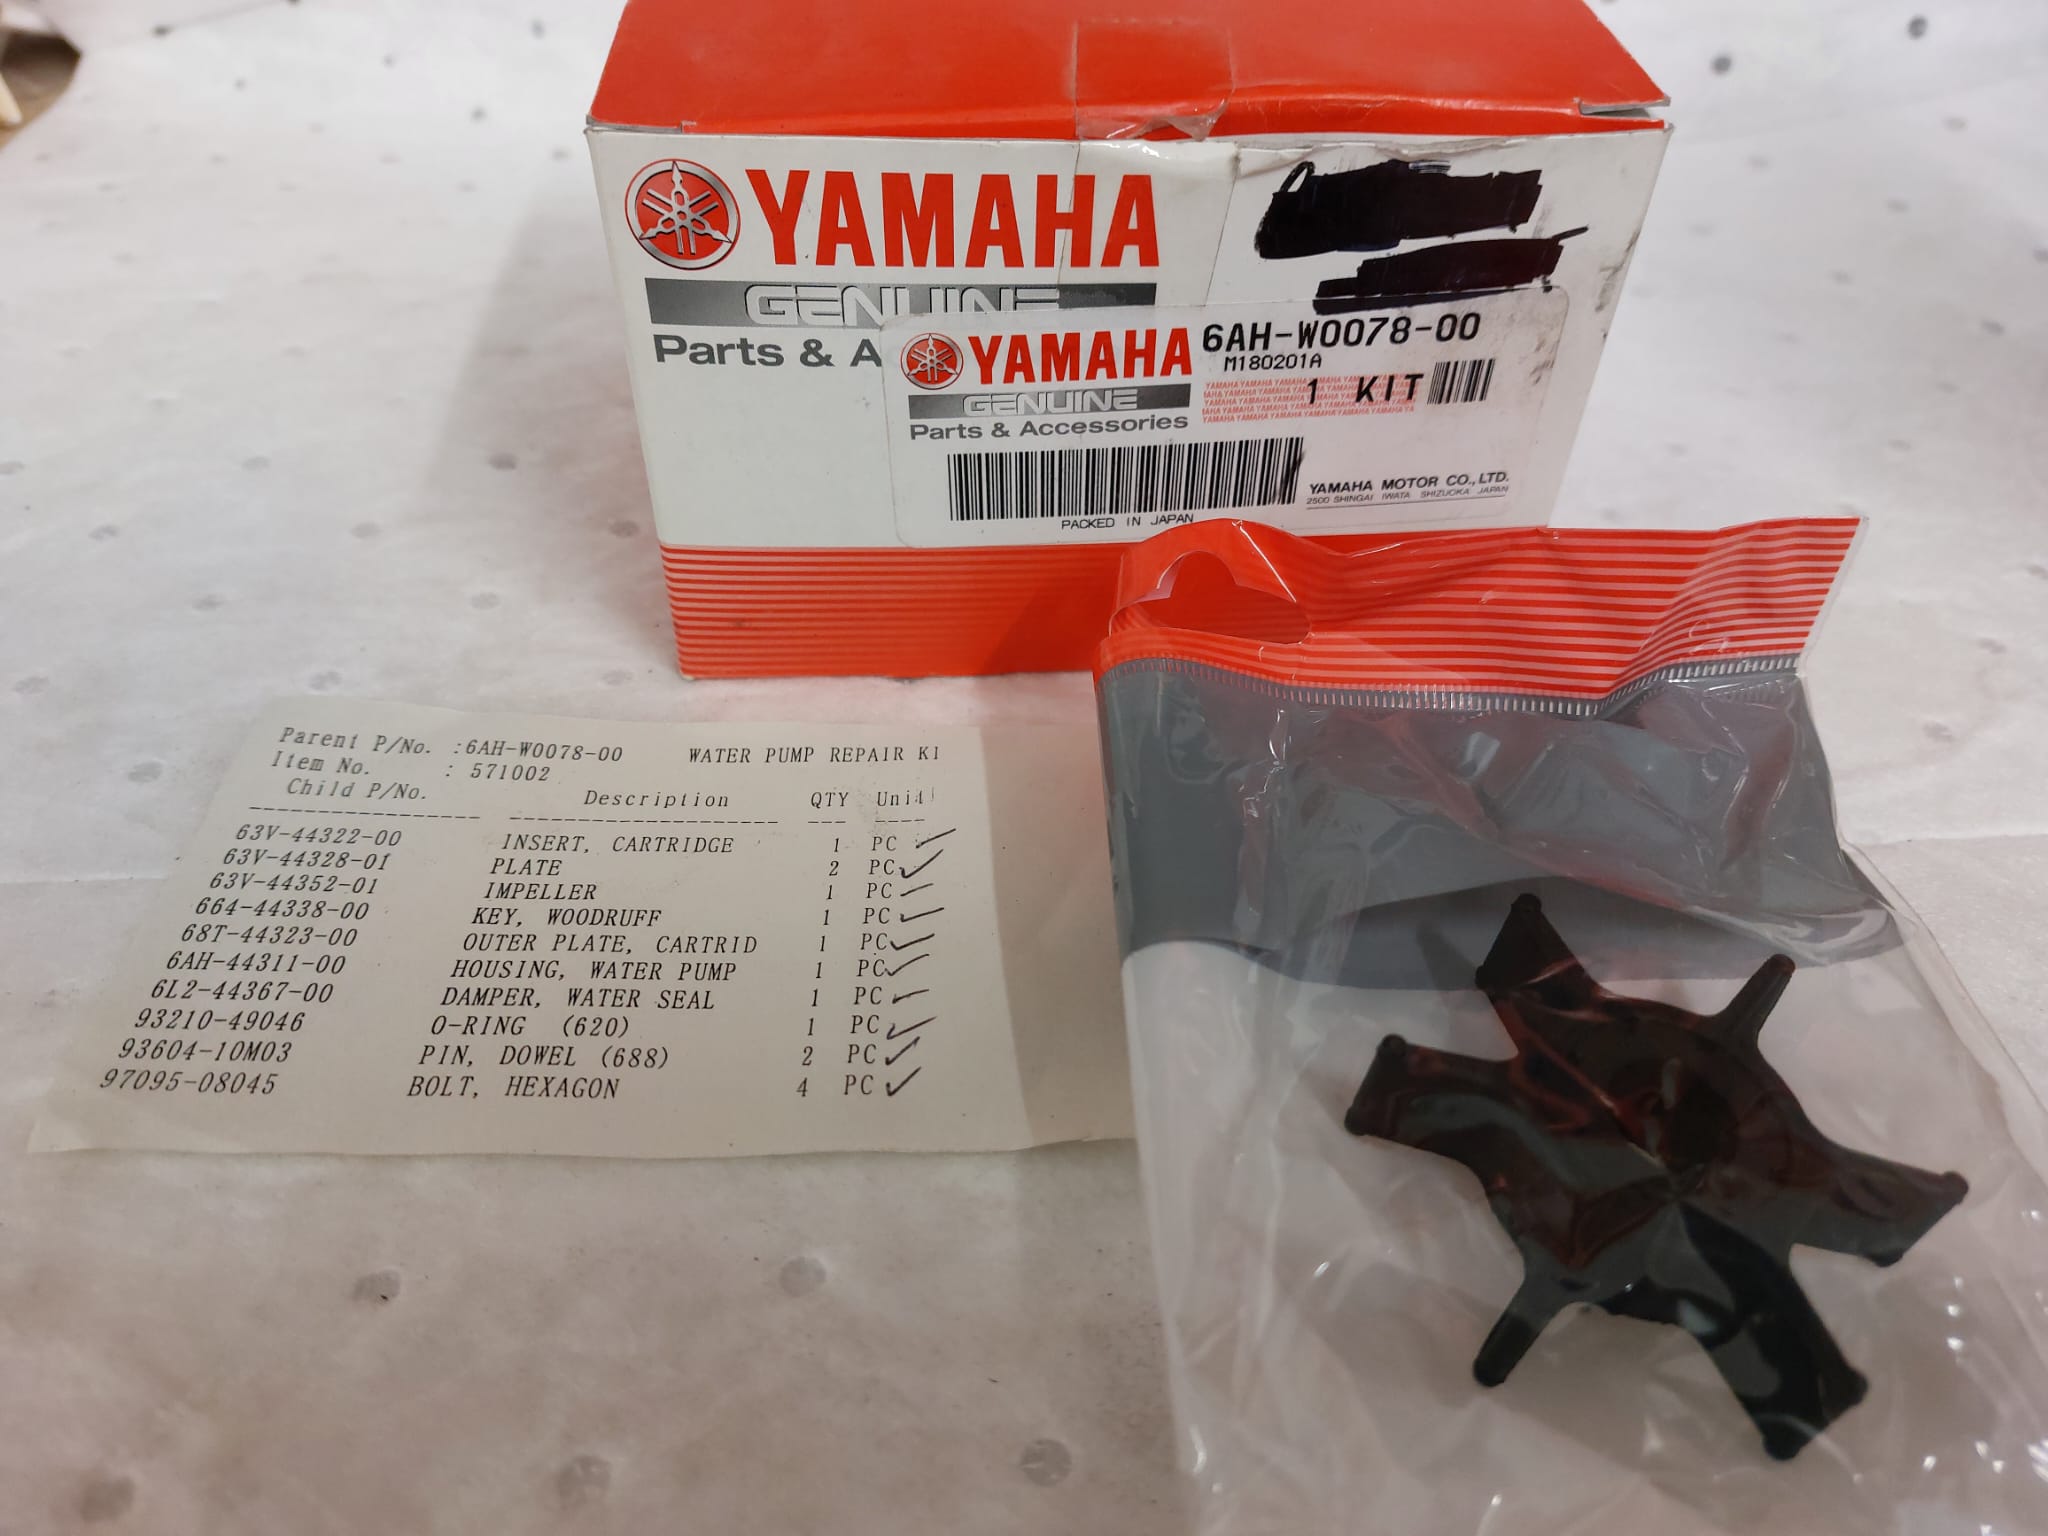 YAMAHA
GENUINE
Parts & A
YAMAHA
GENUINE
Parts & Accessories
6AH-W0078-00
M180201A
1 KIT
YAMAHA MOTOR CO., LTD.
2500 SHINGAI IWATA SHIZUOKA JAPAN
PACKED IN JAPAN
Parent P/No. :6AH-W0078-00 WATER PUMP REPAIR KI
Item No. : 571002
Child P/No. Description QTY Unit
63V-44322-00 INSERT, CARTRIDGE 1 PC
63V-44328-01 PLATE 2 PC
63V-44352-01 IMPELLER 1 PC
664-44338-00 KEY, WOODRUFF 1 PC
68T-44323-00 OUTER PLATE, CARTRID 1 PC
6AH-44311-00 HOUSING, WATER PUMP 1 PC
6L2-44367-00 DAMPER, WATER SEAL 1 PC
93210-49046 O-RING (620) 1 PC
93604-10M03 PIN, DOWEL (688) 2 PC
97095-08045 BOLT, HEXAGON 4 PC